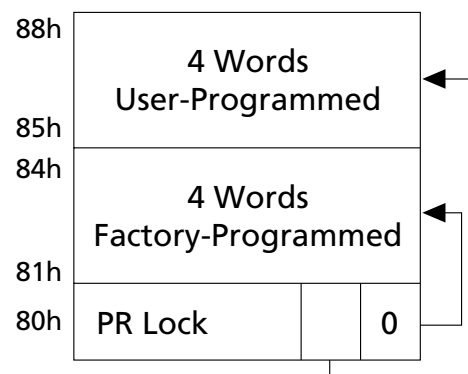 88h
4 Words
User-Programmed
85h
84h
4 Words
Factory-Programmed
81h
80h PR Lock 0